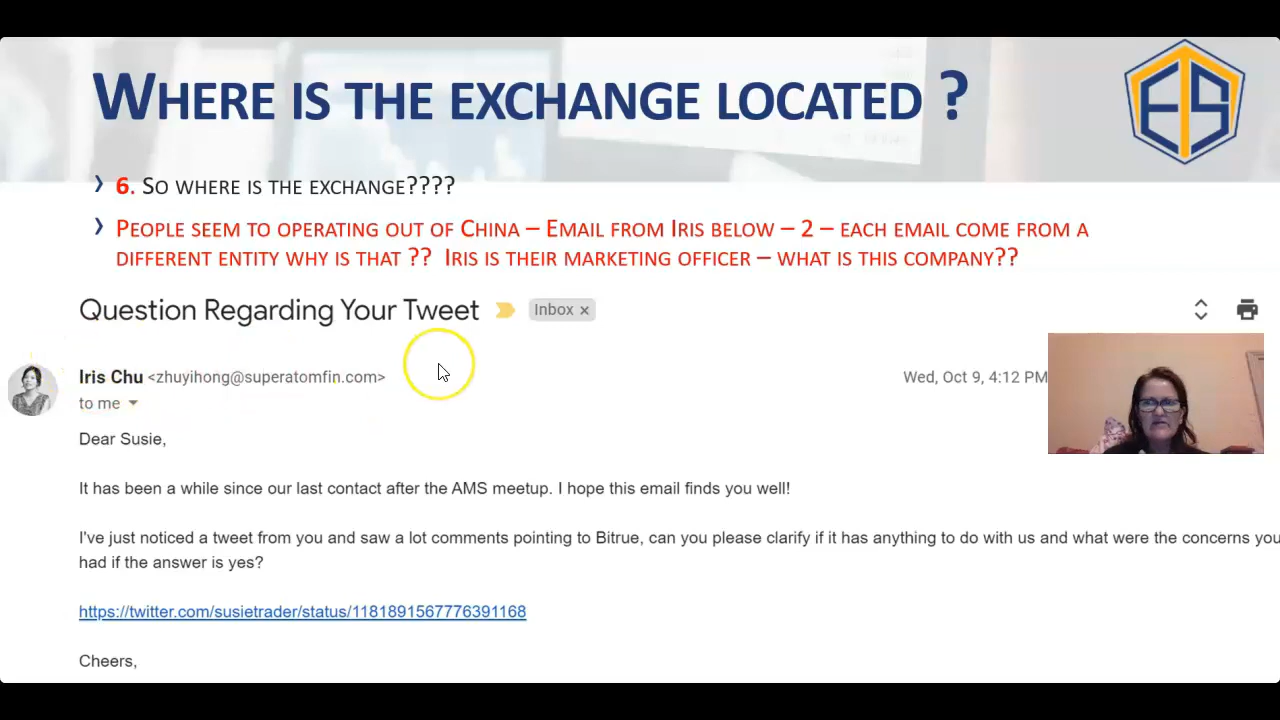 WHERE IS THE EXCHANGE LOCATED ?
ETS
6. SO WHERE IS THE EXCHANGE????
PEOPLE SEEM TO OPERATING OUT OF CHINA – EMAIL FROM IRIS BELOW – 2 – EACH EMAIL COME FROM A
DIFFERENT ENTITY WHY IS THAT ?? IRIS IS THEIR MARKETING OFFICER – WHAT IS THIS COMPANY??
Question Regarding Your Tweet Inbox ×
Iris Chu <zhuyihong@superatomfin.com> Wed, Oct 9, 4:12 PM
to me
Dear Susie,
It has been a while since our last contact after the AMS meetup. I hope this email finds you well!
I've just noticed a tweet from you and saw a lot comments pointing to Bitrue, can you please clarify if it has anything to do with us and what were the concerns you
had if the answer is yes?
https://twitter.com/susietrader/status/1181891567776391168
Cheers,